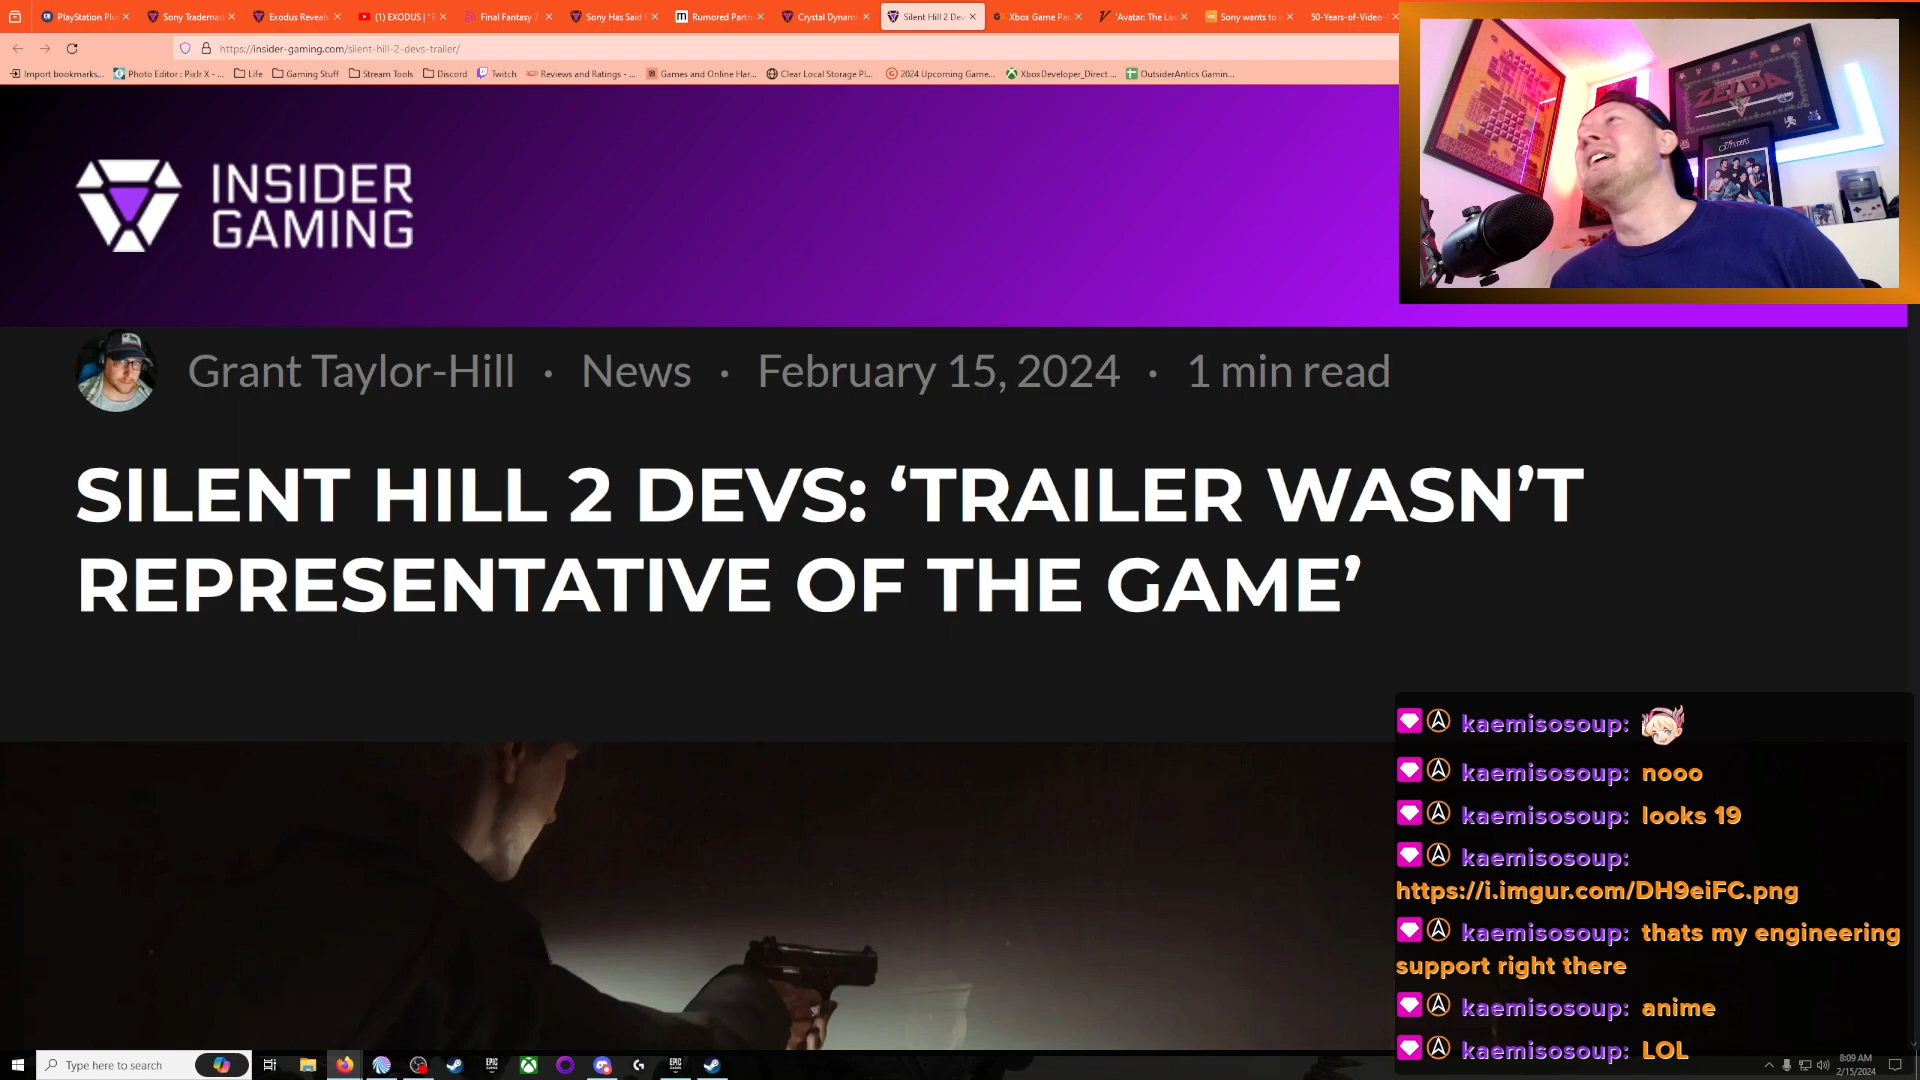 PlayStation Plu
Sony Trademar
Exodus Reveals
(1) EXODUS | "E
Final Fantasy 7
Sony Has Said
Rumored Partn
Crystal Dynam
Silent Hill 2 Dev
Xbox Game Pa
'Avatar: The La
Sony wants to
50-Years-of-Video-
https://insider-gaming.com/silent-hill-2-devs-trailer/
Import bookmarks...
Photo Editor : Pixlr X - ...
Life
Gaming Stuff
Stream Tools
Discord
Twitch
Reviews and Ratings - ...
Games and Online Har...
Clear Local Storage Pl...
2024 Upcoming Game...
XboxDeveloper_Direct ...
OutsiderAntics Gamin...
ZELDA
INSIDER
GAMING
Grant Taylor-Hill · News · February 15, 2024 · 1 min read
SILENT HILL 2 DEVS: ‘TRAILER WASN’T
REPRESENTATIVE OF THE GAME’
kaemisosoup:
kaemisosoup: nooo
kaemisosoup: looks 19
kaemisosoup:
https://i.imgur.com/DH9eiFC.png
kaemisosoup: thats my engineering
support right there
kaemisosoup: anime
kaemisosoup: LOL
Type here to search
8:09 AM
2/15/2024